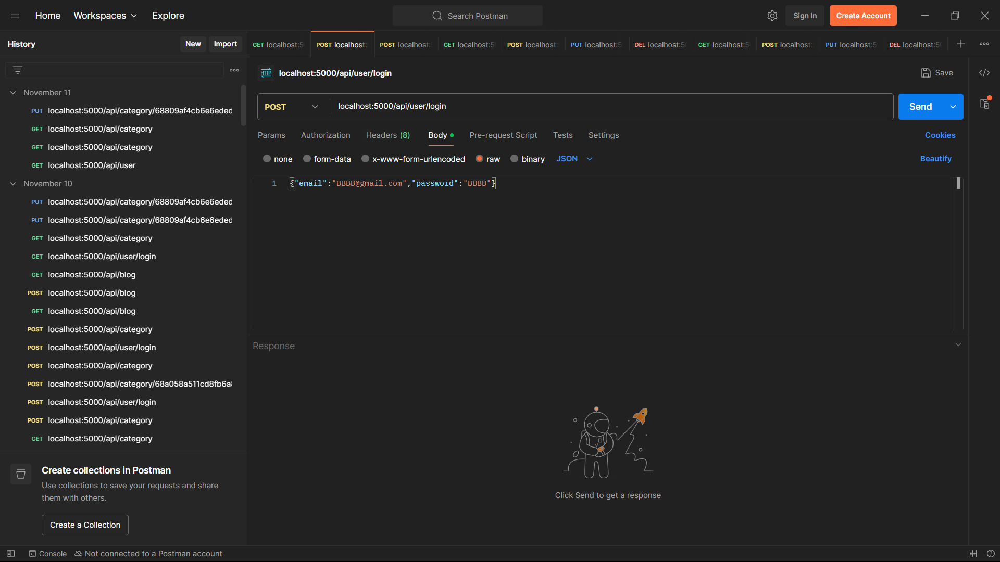 Home Workspaces Explore
Search Postman
Sign In
Create Account
History
New
Import
GET localhost:5
POST localhost:
POST localhost:
GET localhost:5
POST localhost:
PUT localhost:5
DEL localhost:5
GET localhost:5
POST localhost:
PUT localhost:5
DEL localhost:5
November 11
PUT localhost:5000/api/category/68809af4cb6e6eded
GET localhost:5000/api/category
GET localhost:5000/api/category
GET localhost:5000/api/user
November 10
PUT localhost:5000/api/category/68809af4cb6e6eded
PUT localhost:5000/api/category/68809af4cb6e6eded
GET localhost:5000/api/category
GET localhost:5000/api/user/login
GET localhost:5000/api/blog
POST localhost:5000/api/blog
GET localhost:5000/api/blog
POST localhost:5000/api/category
POST localhost:5000/api/user/login
POST localhost:5000/api/category
POST localhost:5000/api/category/68a058a511cd8fb6a
POST localhost:5000/api/user/login
POST localhost:5000/api/category
GET localhost:5000/api/category
Create collections in Postman
Use collections to save your requests and share
them with others.
Create a Collection
HTTP localhost:5000/api/user/login
Save
POST localhost:5000/api/user/login
Send
Params Authorization Headers (8) Body Pre-request Script Tests Settings
Cookies
none form-data x-www-form-urlencoded raw binary JSON
Beautify
1 {"email":"BBBB@gmail.com","password":"BBBB"}
Response
Click Send to get a response
Console Not connected to a Postman account